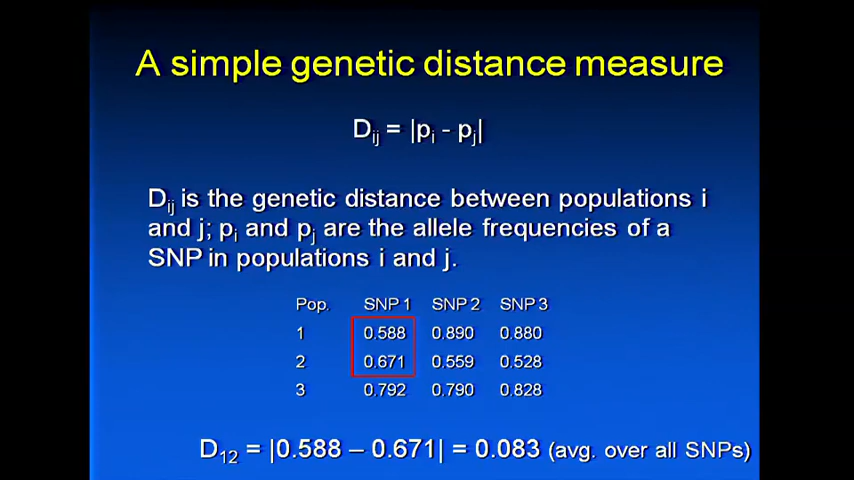 A simple genetic distance measure
Dij = |pi - pj|
Dij is the genetic distance between populations i
and j; pi and pj are the allele frequencies of a
SNP in populations i and j.
Pop. SNP 1 SNP 2 SNP 3
1 0.588 0.890 0.880
2 0.671 0.559 0.528
3 0.792 0.790 0.828
D12 = |0.588 – 0.671| = 0.083 (avg. over all SNPs)